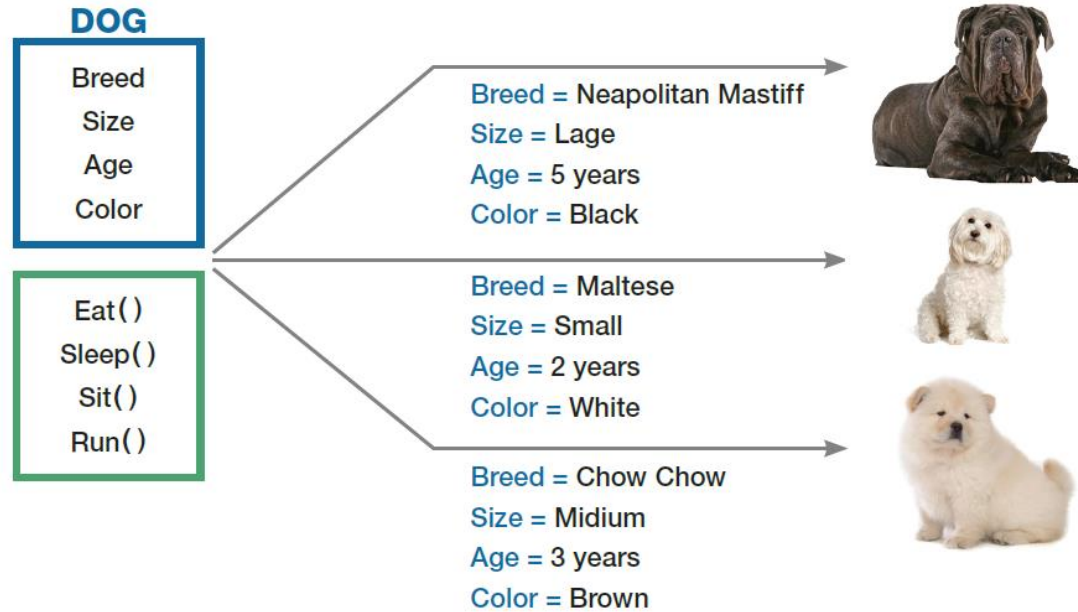 DOG
Breed
Size
Age
Color
Eat()
Sleep()
Sit()
Run()
Breed = Neapolitan Mastiff
Size = Lage
Age = 5 years
Color = Black
Breed = Maltese
Size = Small
Age = 2 years
Color = White
Breed = Chow Chow
Size = Midium
Age = 3 years
Color = Brown